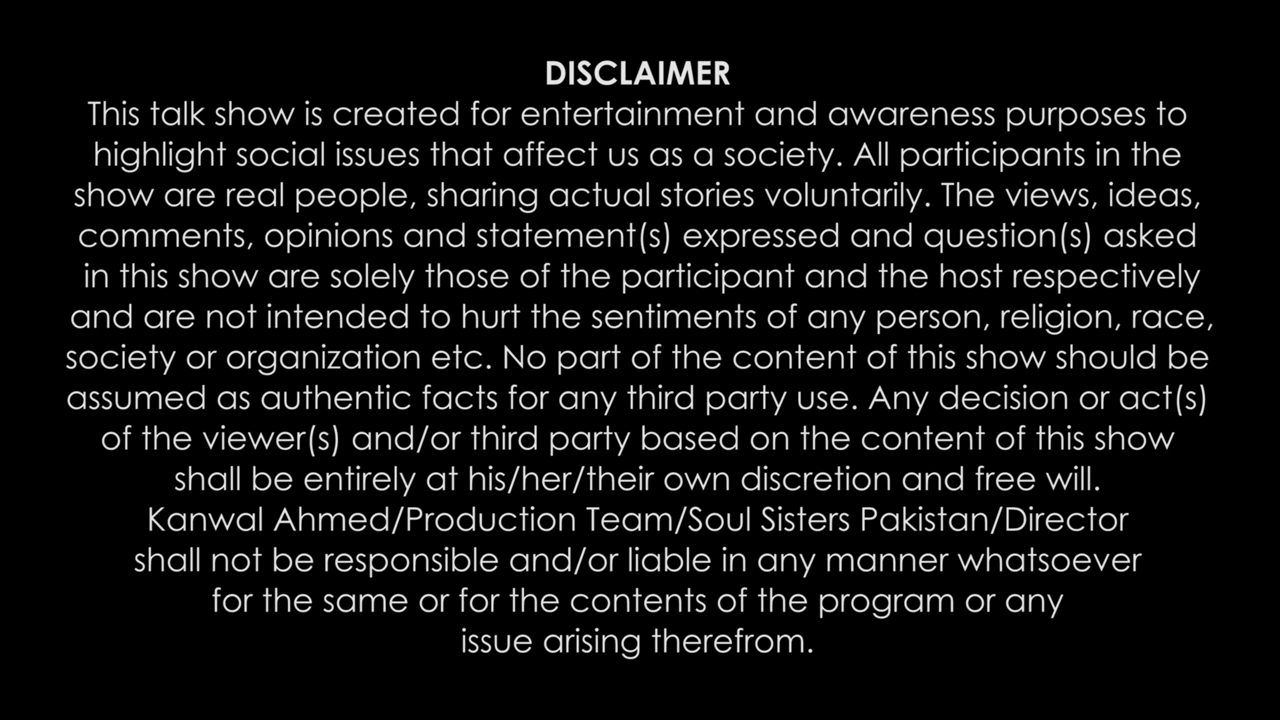 DISCLAIMER
This talk show is created for entertainment and awareness purposes to
highlight social issues that affect us as a society. All participants in the
show are real people, sharing actual stories voluntarily. The views, ideas,
comments, opinions and statement(s) expressed and question(s) asked
in this show are solely those of the participant and the host respectively
and are not intended to hurt the sentiments of any person, religion, race,
society or organization etc. No part of the content of this show should be
assumed as authentic facts for any third party use. Any decision or act(s)
of the viewer(s) and/or third party based on the content of this show
shall be entirely at his/her/their own discretion and free will.
Kanwal Ahmed/Production Team/Soul Sisters Pakistan/Director
shall not be responsible and/or liable in any manner whatsoever
for the same or for the contents of the program or any
issue arising therefrom.